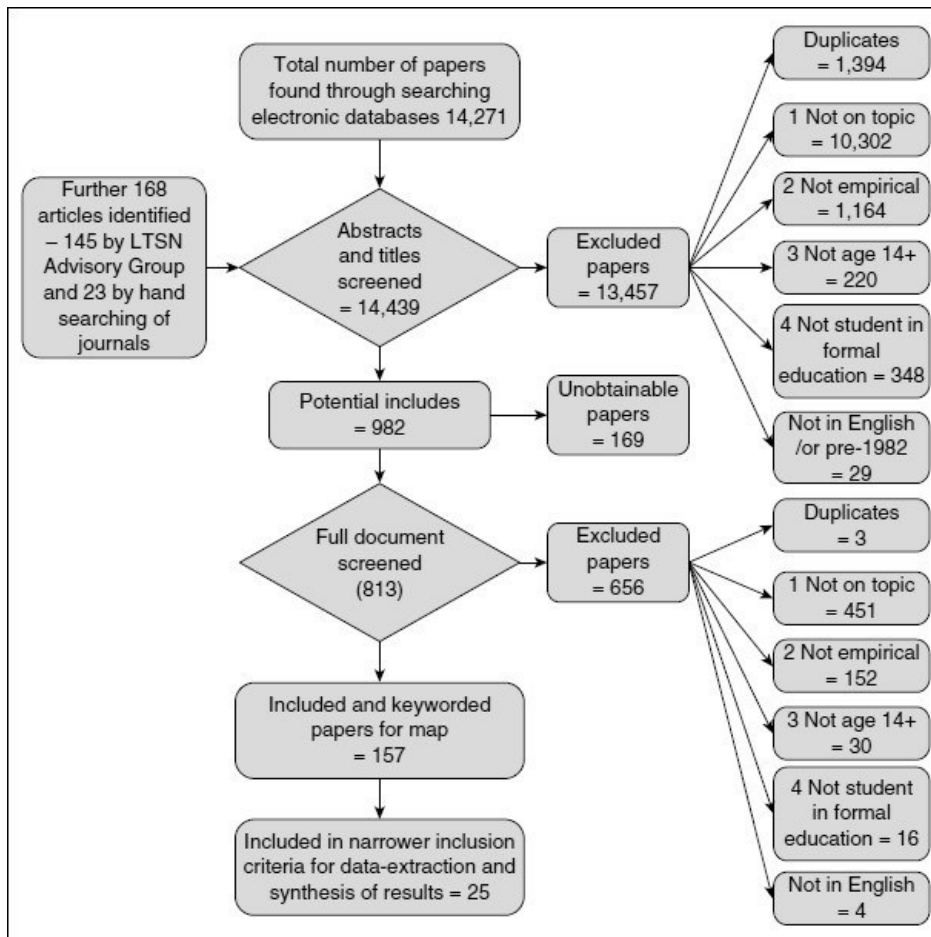 Total number of papers
found through searching
electronic databases 14,271
Further 168
articles identified
– 145 by LTSN
Advisory Group
and 23 by hand
searching of
journals
Abstracts
and titles
screened
= 14,439
Excluded
papers
= 13,457
Duplicates
= 1,394
1 Not on topic
= 10,302
2 Not empirical
= 1,164
3 Not age 14+
= 220
4 Not student in
formal
education = 348
Not in English
/or pre-1982
= 29
Potential includes
= 982
Unobtainable
papers
= 169
Full document
screened
(813)
Excluded
papers
= 656
Duplicates
= 3
1 Not on topic
= 451
2 Not empirical
= 152
3 Not age 14+
= 30
4 Not student
in formal
education = 16
Not in English
= 4
Included and keyworded
papers for map
= 157
Included in narrower inclusion
criteria for data-extraction and
synthesis of results = 25